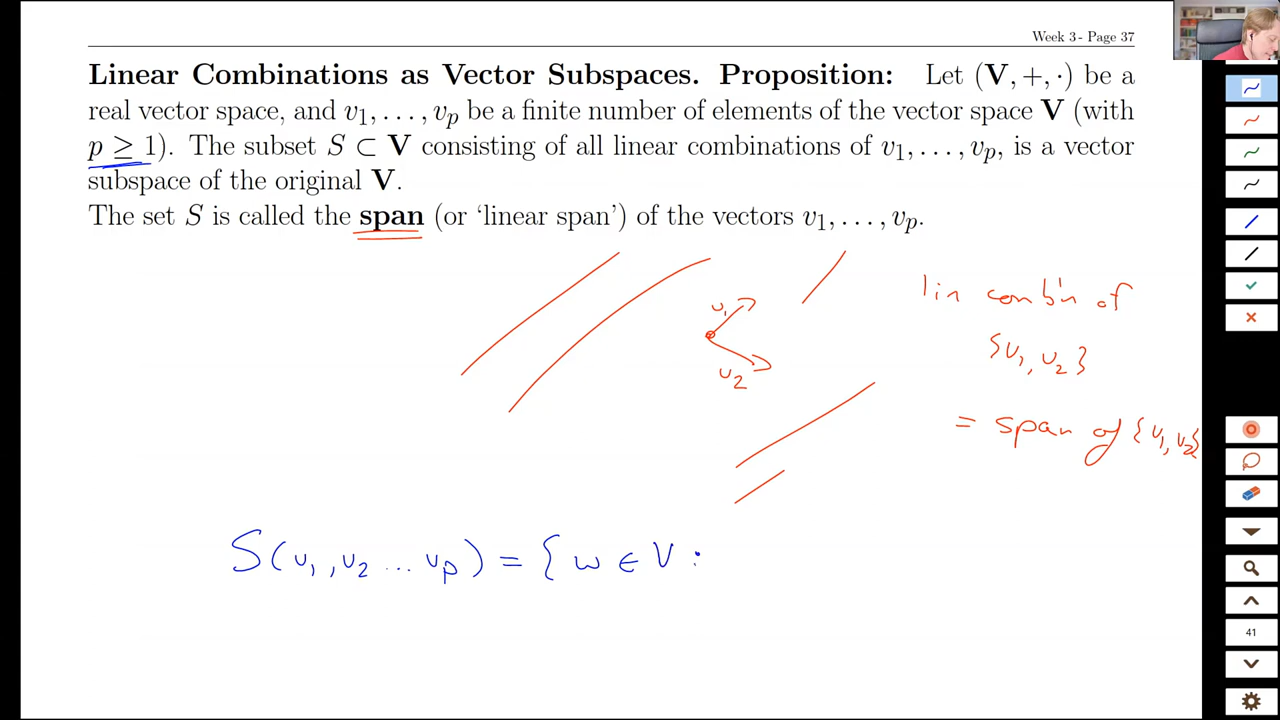 Week 3 - Page 37
Linear Combinations as Vector Subspaces. Proposition: Let (V, +, ·) be a
real vector space, and v₁, . . . , vₚ be a finite number of elements of the vector space V (with
p ≥ 1). The subset S ⊂ V consisting of all linear combinations of v₁, . . . , vₚ, is a vector
subspace of the original V.
The set S is called the span (or ‘linear span’) of the vectors v₁, . . . , vₚ.
v₁
v₂
lin comb'n of
{v₁, v₂}
= span of {v₁, v₂}
S(v₁, v₂ ... vₚ) = { w ∈ V :
41